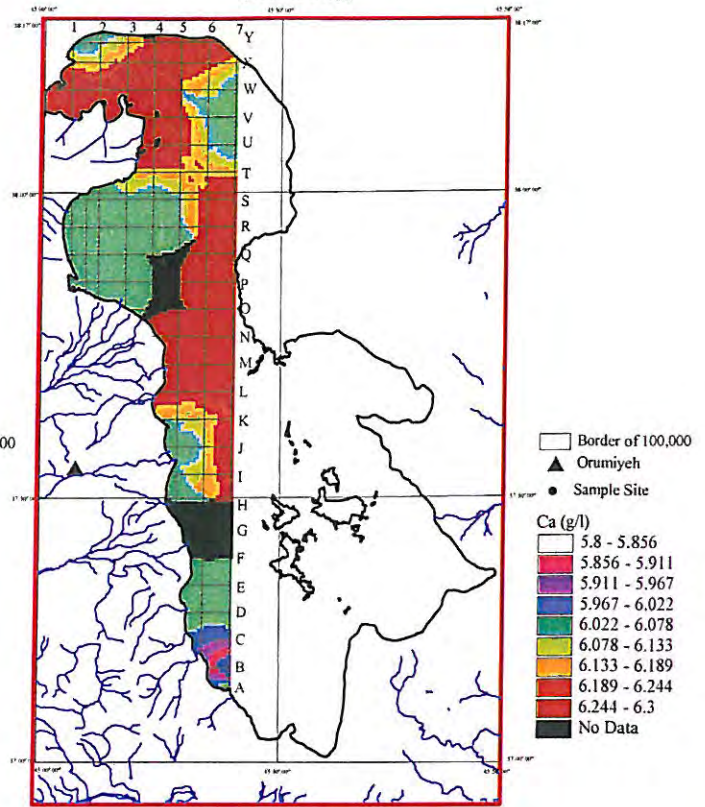 1 2 3 4 5 6 7
Y
X
W
V
U
T
S
R
Q
P
O
N
M
L
K
J
I
H
G
F
E
D
C
B
A
00
Border of 100,000
Orumiyeh
Sample Site
Ca (g/l)
5.8 - 5.856
5.856 - 5.911
5.911 - 5.967
5.967 - 6.022
6.022 - 6.078
6.078 - 6.133
6.133 - 6.189
6.189 - 6.244
6.244 - 6.3
No Data